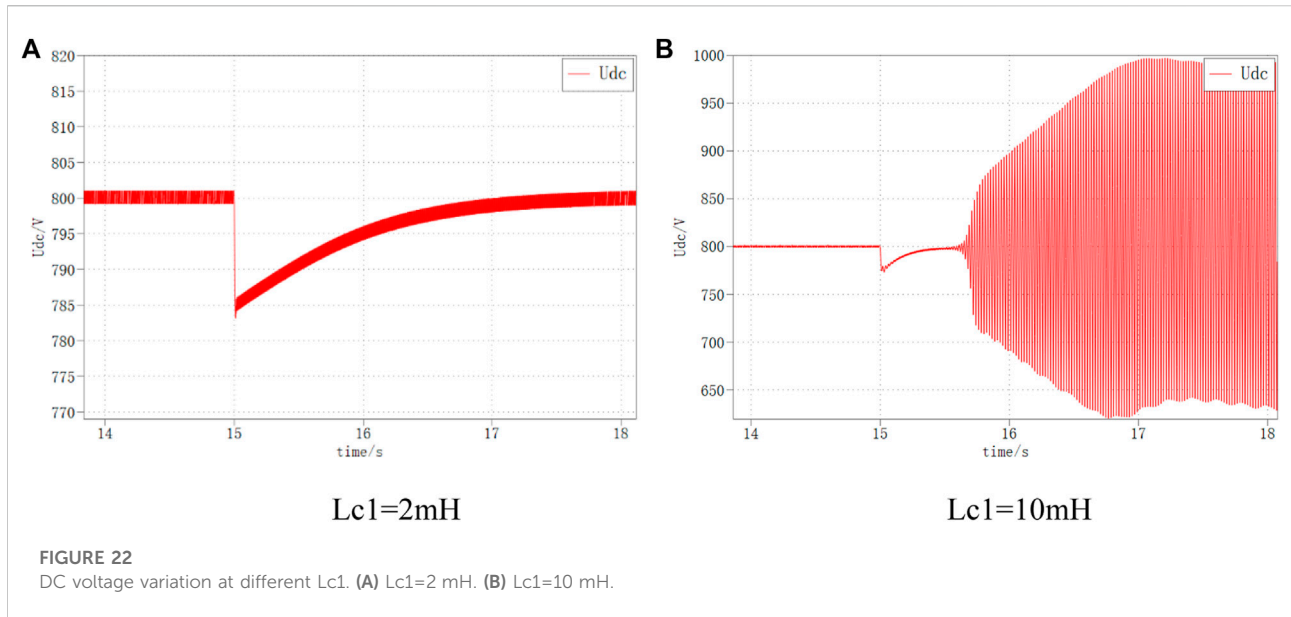 A
820
815
810
805
800
795
790
785
780
775
770
Udc/V
14
15
16
17
18
time/s
Udc
Lc1=2mH
B
1000
950
900
850
800
750
700
650
Udc/V
14
15
16
17
18
time/s
Udc
Lc1=10mH
FIGURE 22
DC voltage variation at different Lc1. (A) Lc1=2 mH. (B) Lc1=10 mH.